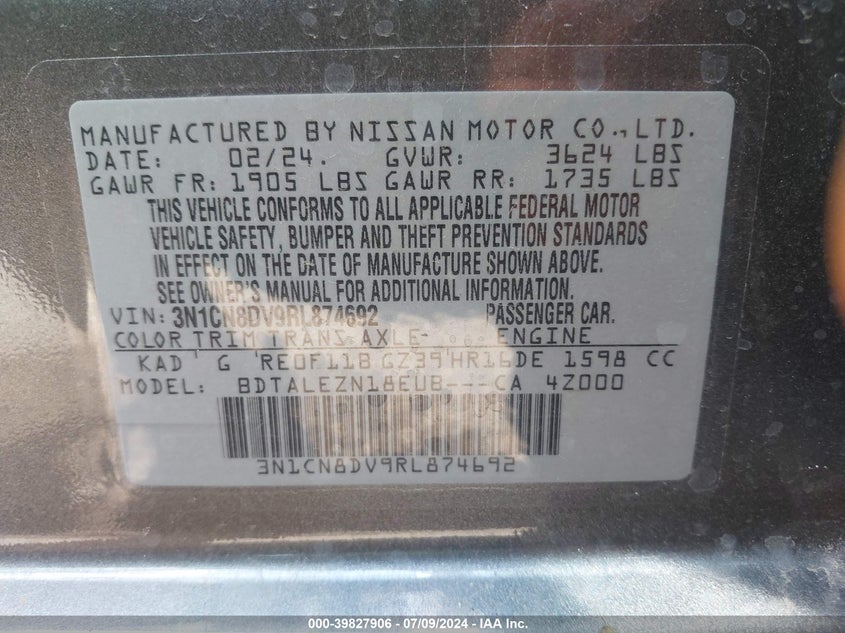 MANUFACTURED BY NISSAN MOTOR CO., LTD.
DATE: 02/24. GVWR: 3624 LBS
GAWR FR: 1905 LBS GAWR RR: 1735 LBS
THIS VEHICLE CONFORMS TO ALL APPLICABLE FEDERAL MOTOR
VEHICLE SAFETY, BUMPER AND THEFT PREVENTION STANDARDS
IN EFFECT ON THE DATE OF MANUFACTURE SHOWN ABOVE.
SEE OWNER'S MANUAL FOR ADDITIONAL INFORMATION.
VIN: 3N1CN8DV9RL874692 PASSENGER CAR.
COLOR TRIM TRANS AXLE ENGINE
KAD G RE0F11B GZ39 HR16DE 1598 CC
MODEL: BDTALEZN18EUB---CA 4Z000
3N1CN8DV9RL874692
000-39827906 - 07/09/2024 - IAA Inc.